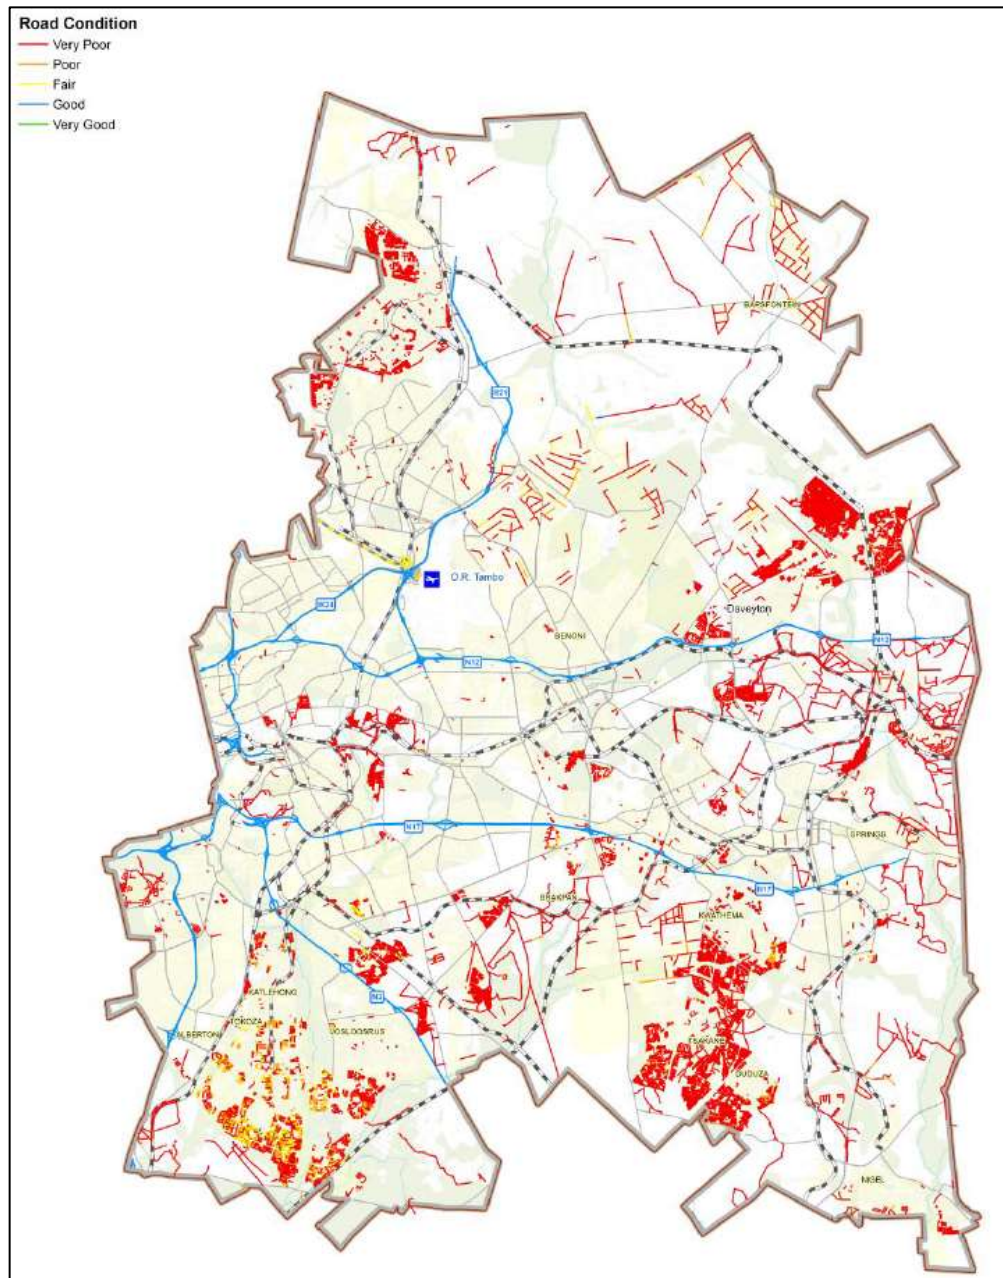 Road Condition
Very Poor
Poor
Fair
Good
Very Good
BAPSFONTEIN
R21
O.R. Tambo
R24
Daveyton
BENONI
N12
N12
N17
SPRINGS
N17
BRAKPAN
KWATHEMA
N3
KATLEHONG
TOKOZA
ALBERTON
VOSLOORUS
TSAKANE
DUDUZA
NIGEL